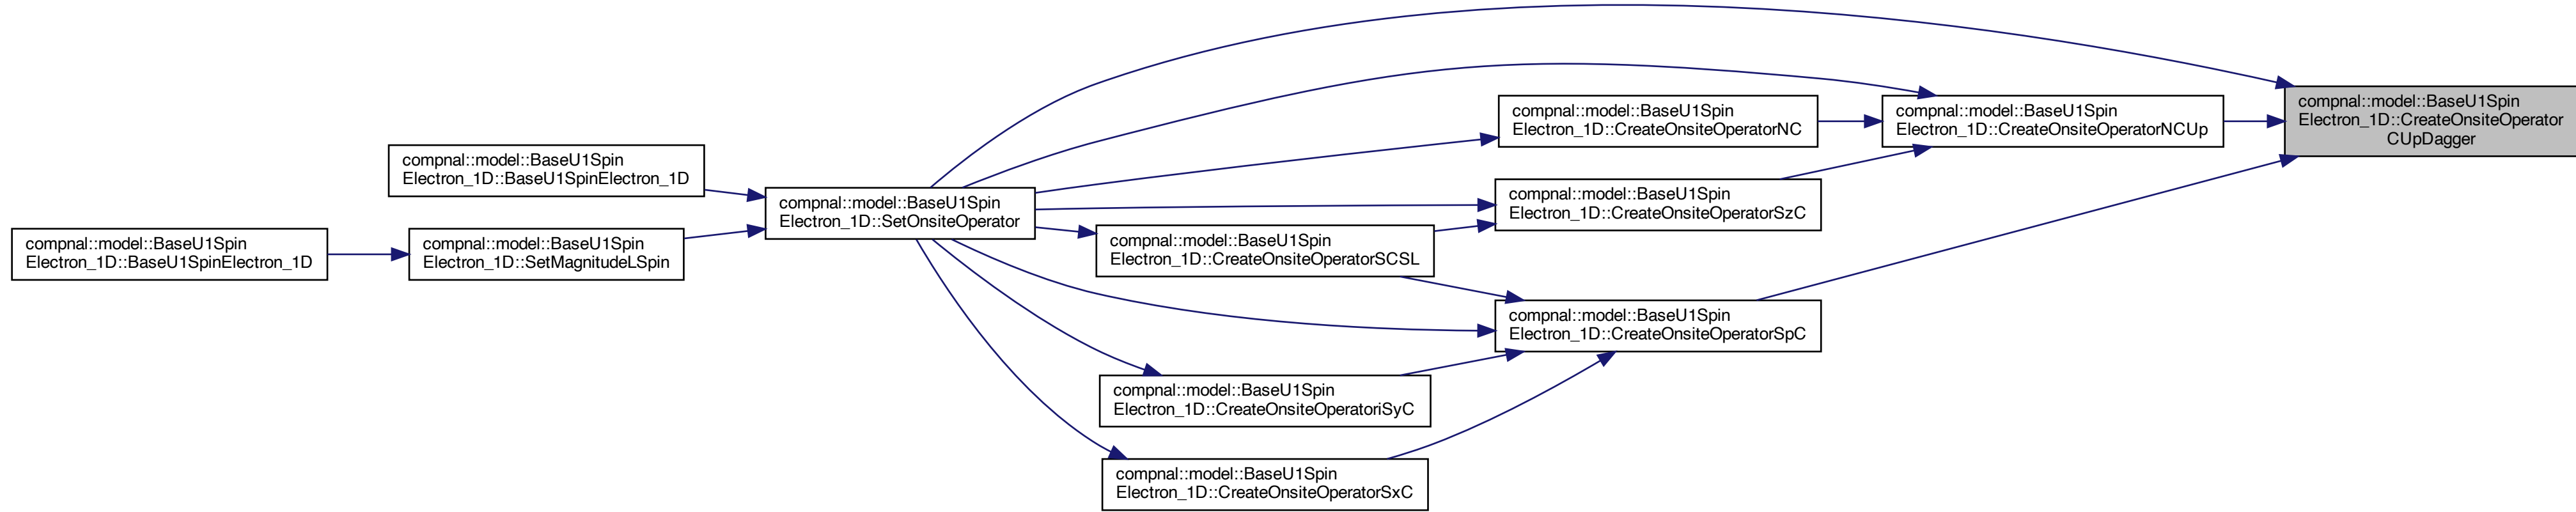 compnal::model::BaseU1Spin
Electron_1D::BaseU1SpinElectron_1D
compnal::model::BaseU1Spin
Electron_1D::BaseU1SpinElectron_1D
compnal::model::BaseU1Spin
Electron_1D::SetMagnitudeLSpin
compnal::model::BaseU1Spin
Electron_1D::SetOnsiteOperator
compnal::model::BaseU1Spin
Electron_1D::CreateOnsiteOperatorNC
compnal::model::BaseU1Spin
Electron_1D::CreateOnsiteOperatorNCUp
compnal::model::BaseU1Spin
Electron_1D::CreateOnsiteOperator
CUpDagger
compnal::model::BaseU1Spin
Electron_1D::CreateOnsiteOperatorSzC
compnal::model::BaseU1Spin
Electron_1D::CreateOnsiteOperatorSCSL
compnal::model::BaseU1Spin
Electron_1D::CreateOnsiteOperatorSpC
compnal::model::BaseU1Spin
Electron_1D::CreateOnsiteOperatoriSyC
compnal::model::BaseU1Spin
Electron_1D::CreateOnsiteOperatorSxC